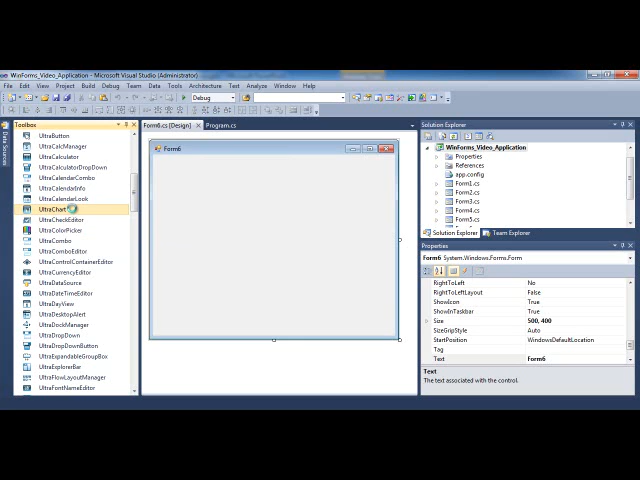 WinForms_Video_Application - Microsoft Visual Studio (Administrator)
File Edit View Project Build Debug Team Data Tools Architecture Test Analyze Window Help
Debug
Toolbox
Form6.cs [Design] Program.cs
Data Sources
UltraButton
UltraCalcManager
UltraCalculator
UltraCalculatorDropDown
UltraCalendarCombo
UltraCalendarInfo
UltraCalendarLook
UltraChart
UltraCheckEditor
UltraColorPicker
UltraCombo
UltraComboEditor
UltraControlContainerEditor
UltraCurrencyEditor
UltraDataSource
UltraDateTimeEditor
UltraDayView
UltraDesktopAlert
UltraDockManager
UltraDropDown
UltraDropDownButton
UltraExpandableGroupBox
UltraExplorerBar
UltraFlowLayoutManager
UltraFontNameEditor
Form6
Solution Explorer
WinForms_Video_Application
Properties
References
app.config
Form1.cs
Form2.cs
Form3.cs
Form4.cs
Form5.cs
Solution Explorer Team Explorer
Properties
Form6 System.Windows.Forms.Form
RightToLeft No
RightToLeftLayout False
ShowIcon True
ShowInTaskbar True
Size 500, 400
SizeGripStyle Auto
StartPosition WindowsDefaultLocation
Tag
Text Form6
Text
The text associated with the control.